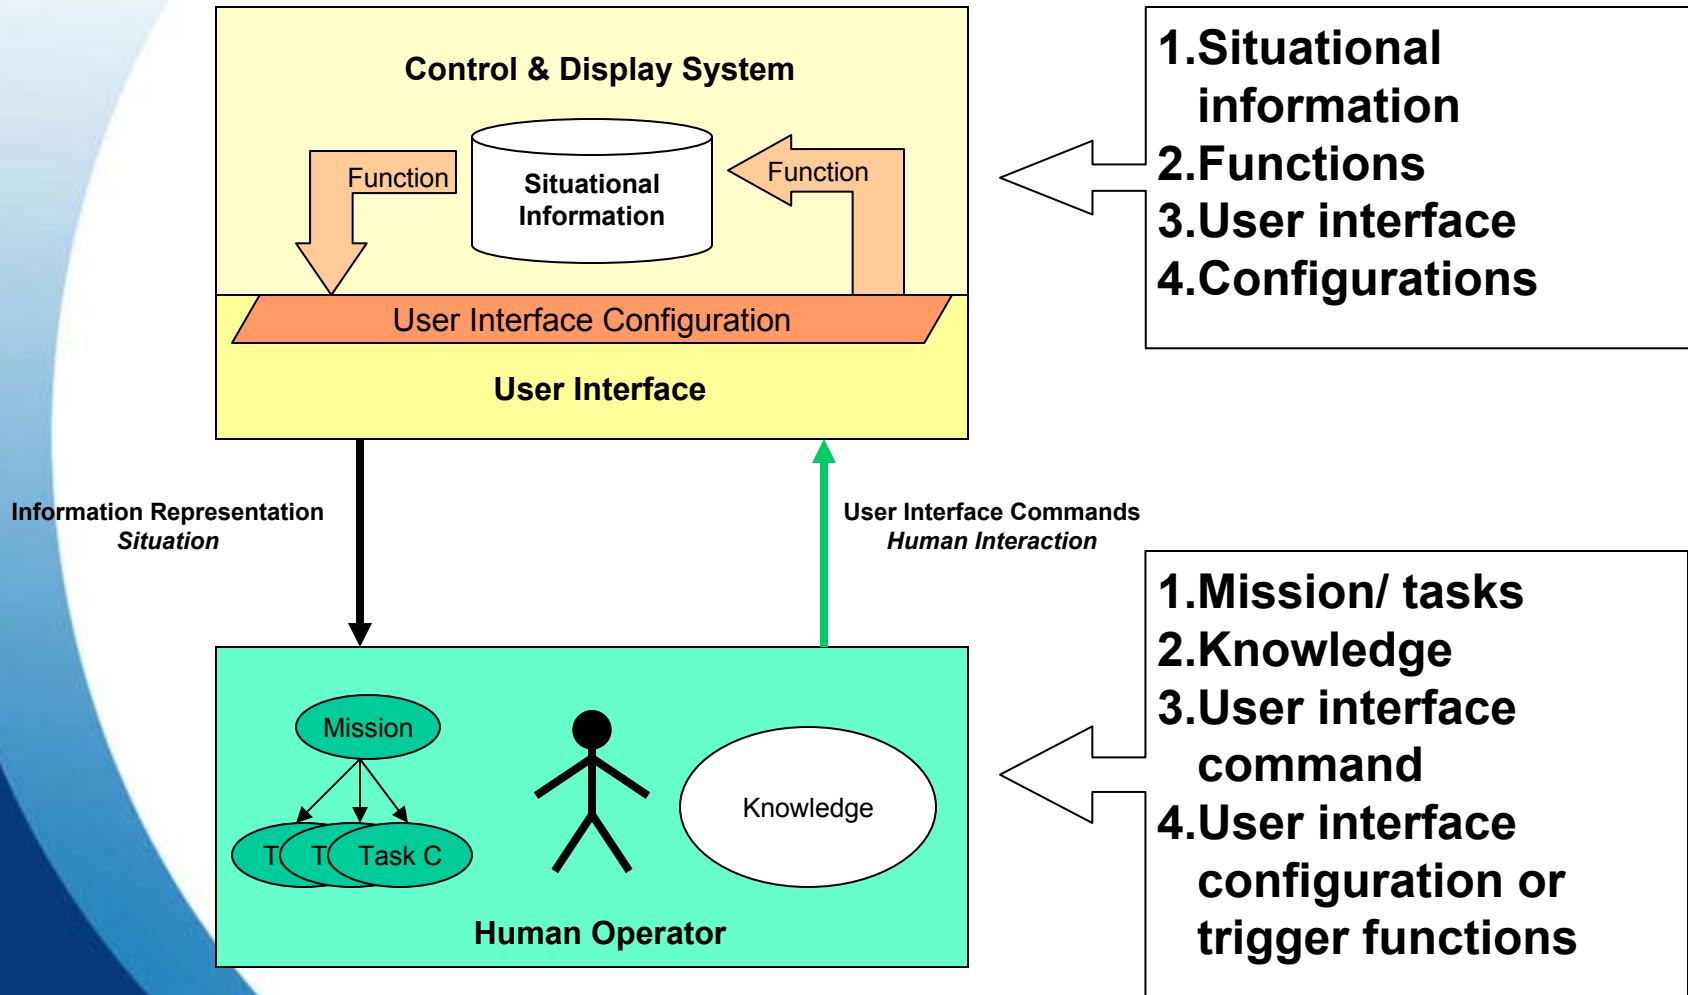 Control & Display System
Function
Situational
Information
Function
User Interface Configuration
User Interface
1.Situational
information
2.Functions
3.User interface
4.Configurations
Information Representation
Situation
User Interface Commands
Human Interaction
Mission
T
T
Task C
Knowledge
Human Operator
1.Mission/ tasks
2.Knowledge
3.User interface
command
4.User interface
configuration or
trigger functions